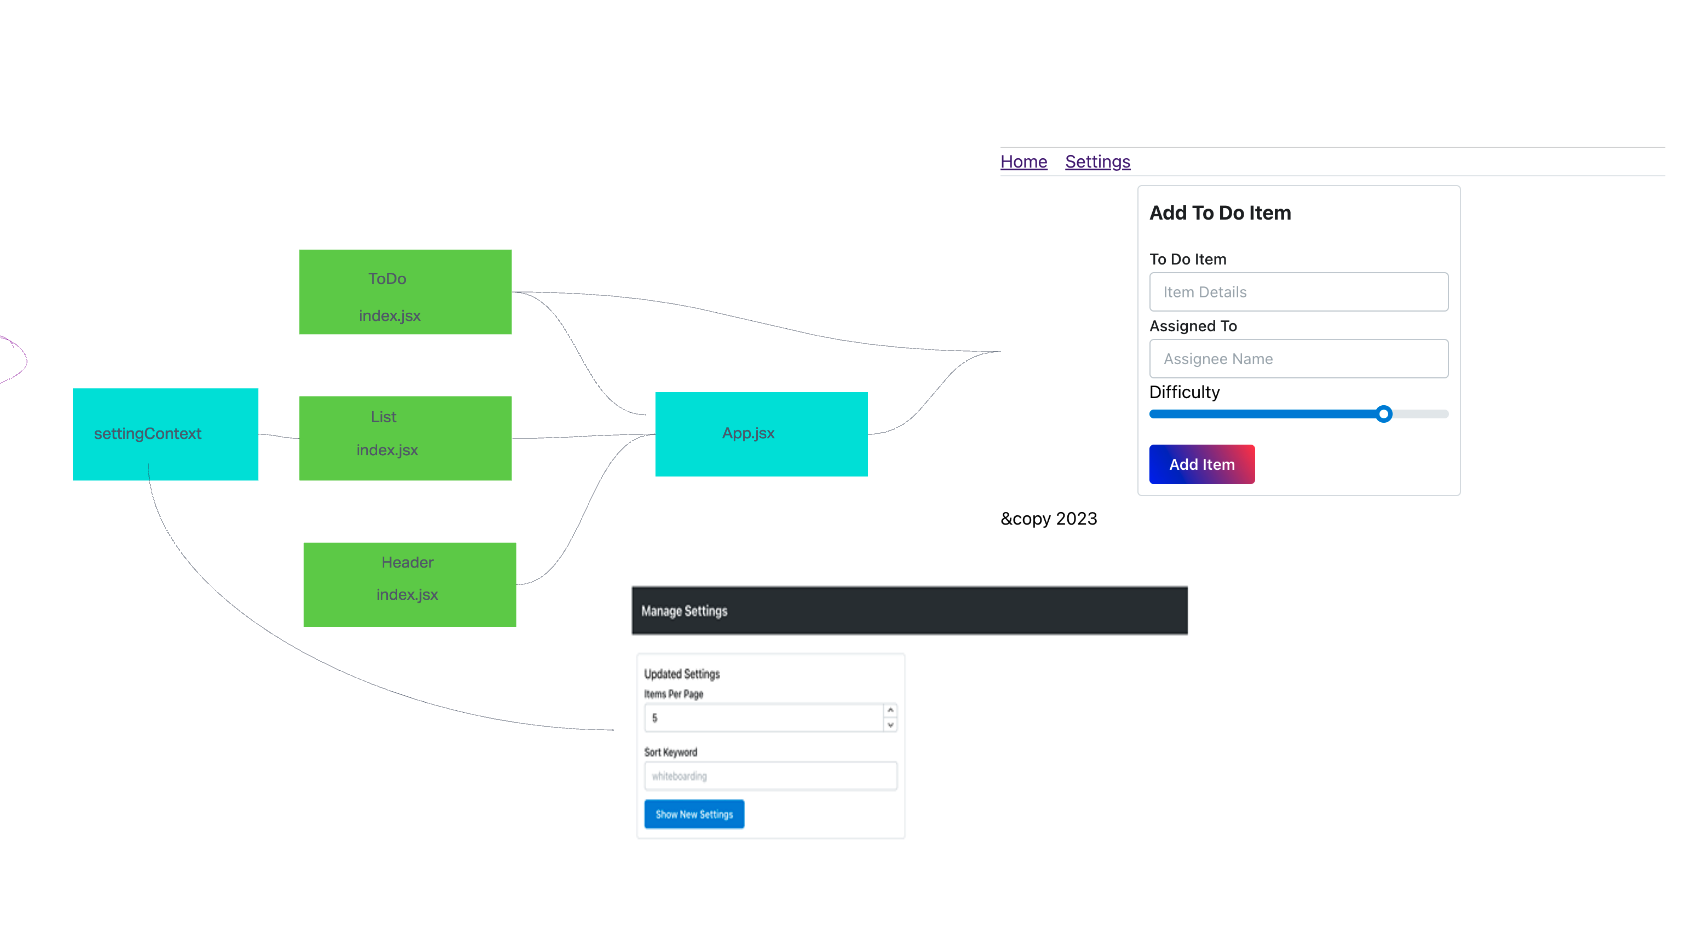 Home Settings
Add To Do Item
To Do Item
Item Details
Assigned To
Assignee Name
Difficulty
Add Item
&copy 2023
ToDo
index.jsx
settingContext
List
index.jsx
App.jsx
Header
index.jsx
Manage Settings
Updated Settings
Items Per Page
5
Sort Keyword
whiteboarding
Show New Settings